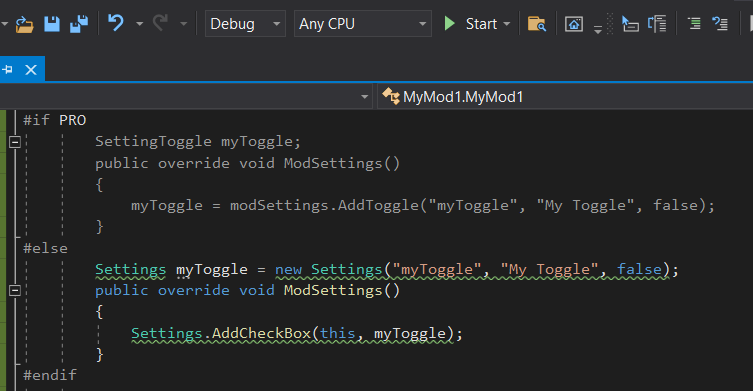 Debug Any CPU Start
MyMod1.MyMod1
#if PRO
SettingToggle myToggle;
public override void ModSettings()
{
myToggle = modSettings.AddToggle("myToggle", "My Toggle", false);
}
#else
Settings myToggle = new Settings("myToggle", "My Toggle", false);
public override void ModSettings()
{
Settings.AddCheckBox(this, myToggle);
}
#endif